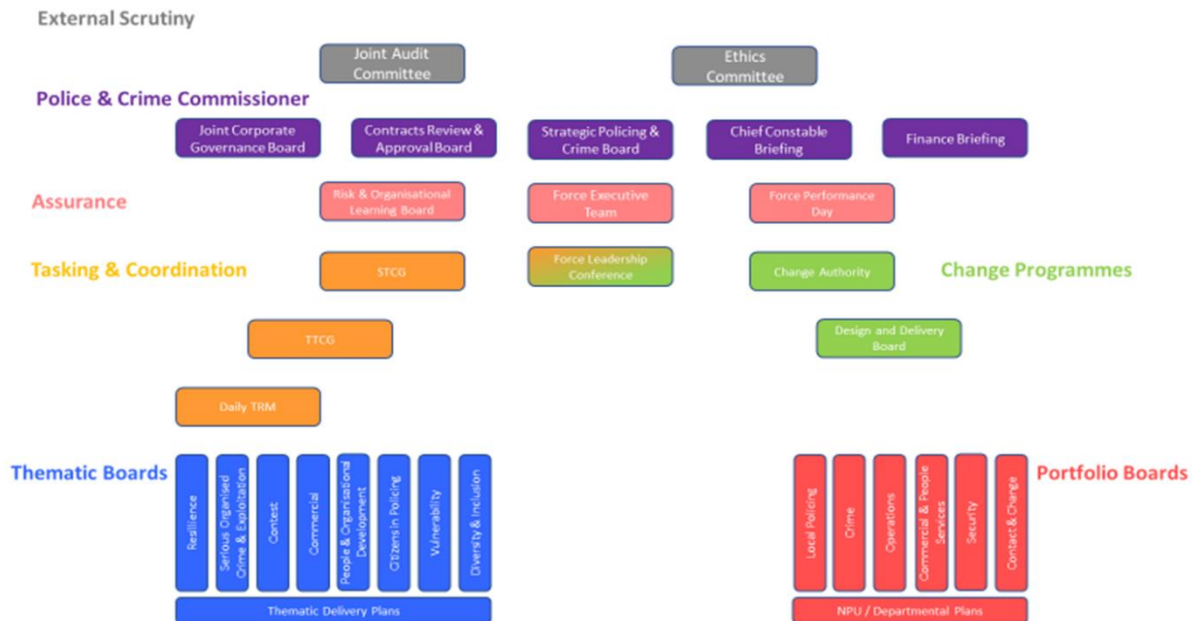 External Scrutiny
Joint Audit
Committee
Ethics
Committee
Police & Crime Commissioner
Joint Corporate
Governance Board
Contracts Review &
Approval Board
Strategic Policing &
Crime Board
Chief Constable
Briefing
Finance Briefing
Assurance
Risk & Organisational
Learning Board
Force Executive
Team
Force Performance
Day
Tasking & Coordination
STCG
Force Leadership
Conference
Change Authority
Change Programmes
TTCG
Design and Delivery
Board
Daily TRM
Thematic Boards
Resilience
Serious Organised
Crime & Exploitation
Contest
Commercial
People & Organisational
Development
Citizens in Policing
Vulnerability
Diversity & Inclusion
Thematic Delivery Plans
Local Policing
Crime
Operations
Commercial & People
Services
Security
Contact & Change
Portfolio Boards
NPU / Departmental Plans